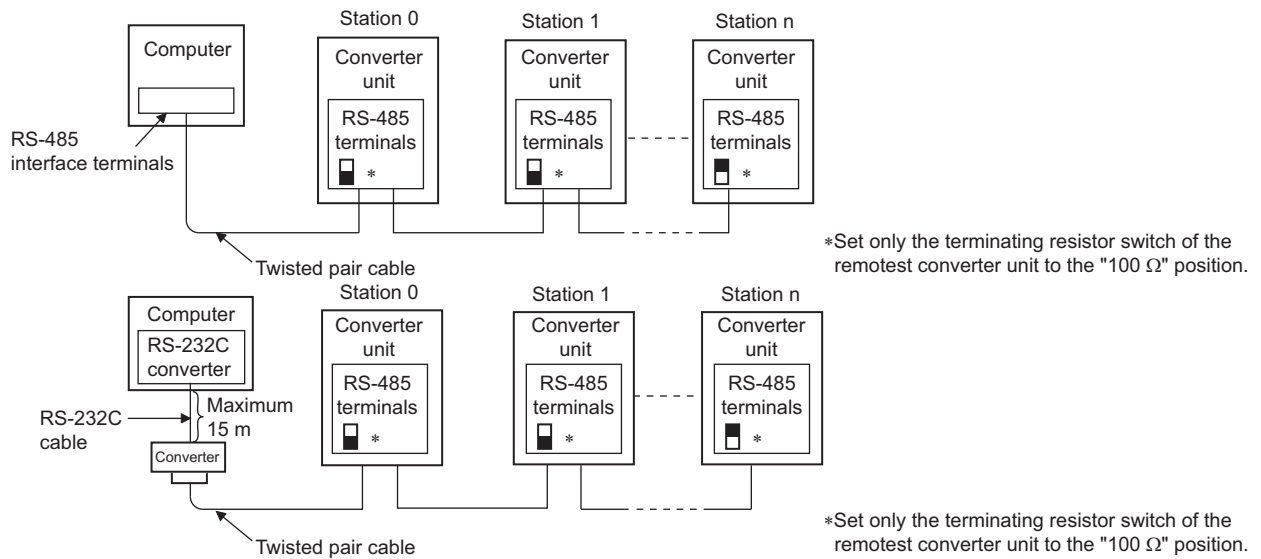 Station 0
Station 1
Station n
Computer
Converter
unit
Converter
unit
Converter
unit
RS-485
terminals
*
RS-485
terminals
*
RS-485
terminals
*
RS-485
interface terminals
Twisted pair cable
*Set only the terminating resistor switch of the
remotest converter unit to the "100 Ω" position.
Station 0
Station 1
Station n
Computer
RS-232C
converter
Converter
unit
Converter
unit
Converter
unit
RS-485
terminals
*
RS-485
terminals
*
RS-485
terminals
*
RS-232C
cable
Maximum
15 m
Converter
Twisted pair cable
*Set only the terminating resistor switch of the
remotest converter unit to the "100 Ω" position.